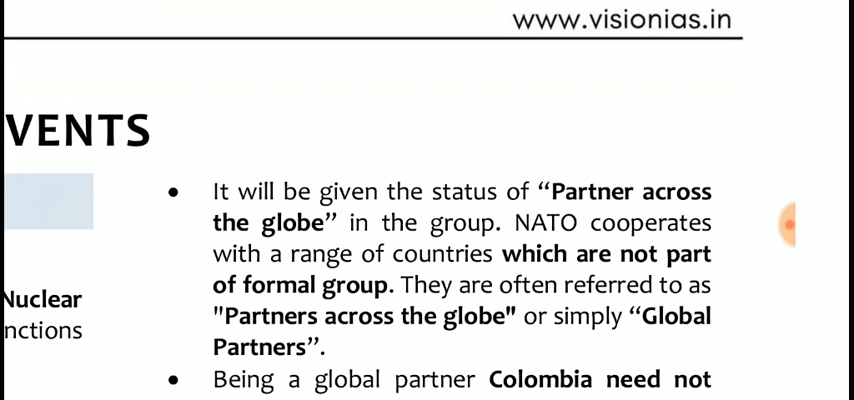 www.visionias.in
VENTS
• It will be given the status of “Partner across
the globe” in the group. NATO cooperates
with a range of countries which are not part
of formal group. They are often referred to as
"Partners across the globe" or simply “Global
Partners”.
• Being a global partner Colombia need not
Nuclear
nctions